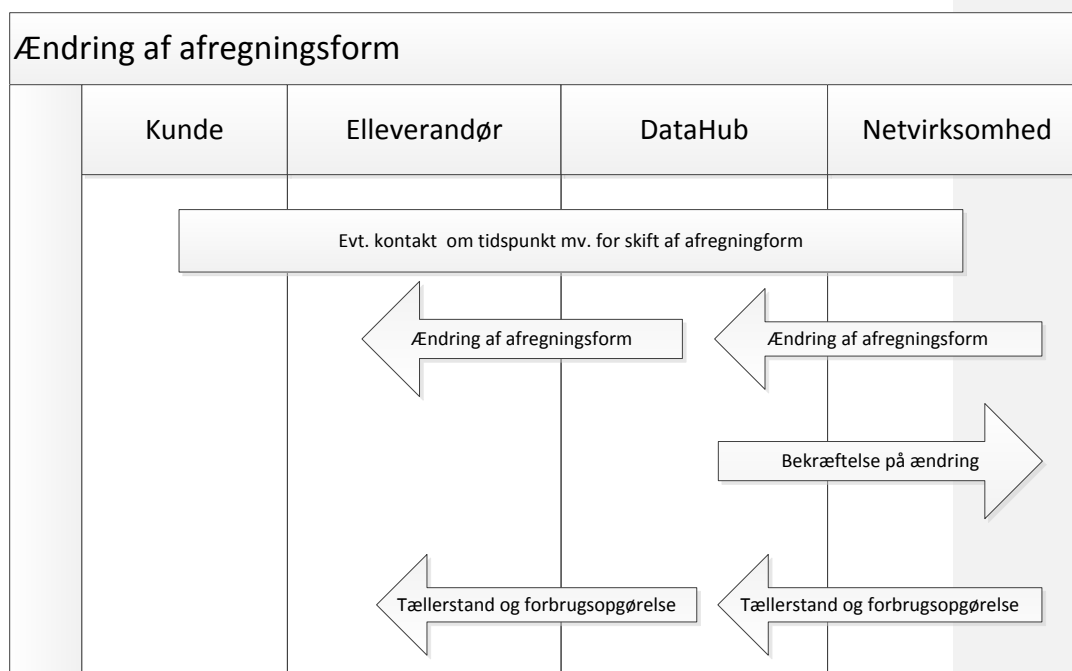 Ændring af afregningsform
Kunde
Elleverandør
DataHub
Netvirksomhed
Evt. kontakt om tidspunkt mv. for skift af afregningform
Ændring af afregningsform
Ændring af afregningsform
Bekræftelse på ændring
Tællerstand og forbrugsopgørelse
Tællerstand og forbrugsopgørelse